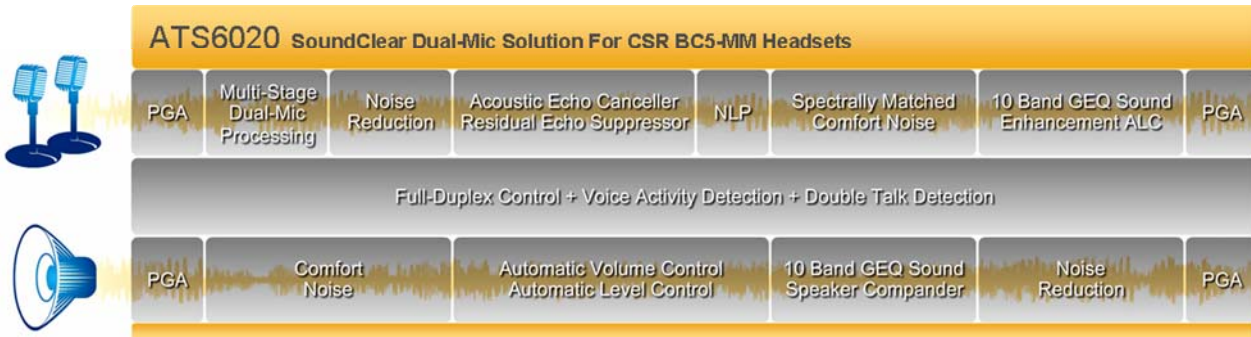 ATS6020 SoundClear Dual-Mic Solution For CSR BC5-MM Headsets
PGA
Multi-Stage
Dual-Mic
Processing
Noise
Reduction
Acoustic Echo Canceller
Residual Echo Suppressor
NLP
Spectrally Matched
Comfort Noise
10 Band GEQ Sound
Enhancement ALC
PGA
Full-Duplex Control + Voice Activity Detection + Double Talk Detection
PGA
Comfort
Noise
Automatic Volume Control
Automatic Level Control
10 Band GEQ Sound
Speaker Compander
Noise
Reduction
PGA